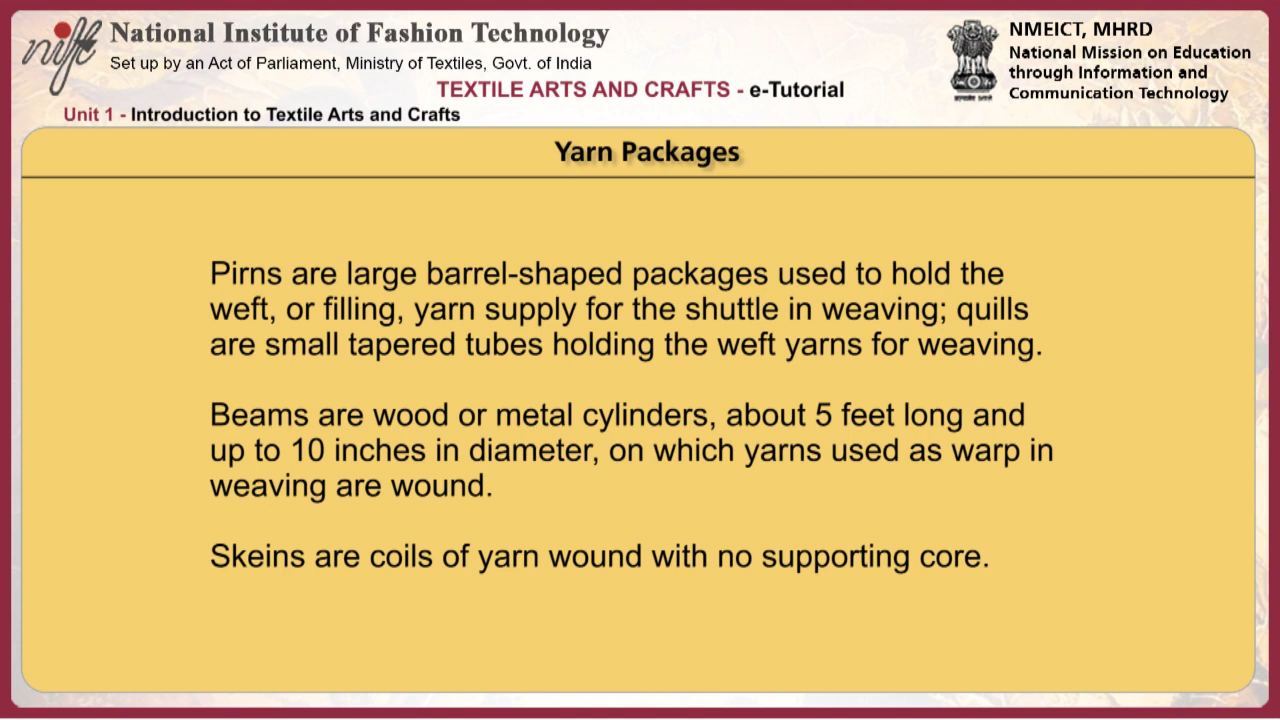 nift
National Institute of Fashion Technology
Set up by an Act of Parliament, Ministry of Textiles, Govt. of India
NMEICT, MHRD
National Mission on Education
through Information and
Communication Technology
TEXTILE ARTS AND CRAFTS - e-Tutorial
Unit 1 - Introduction to Textile Arts and Crafts
Yarn Packages
Pirns are large barrel-shaped packages used to hold the
weft, or filling, yarn supply for the shuttle in weaving; quills
are small tapered tubes holding the weft yarns for weaving.
Beams are wood or metal cylinders, about 5 feet long and
up to 10 inches in diameter, on which yarns used as warp in
weaving are wound.
Skeins are coils of yarn wound with no supporting core.